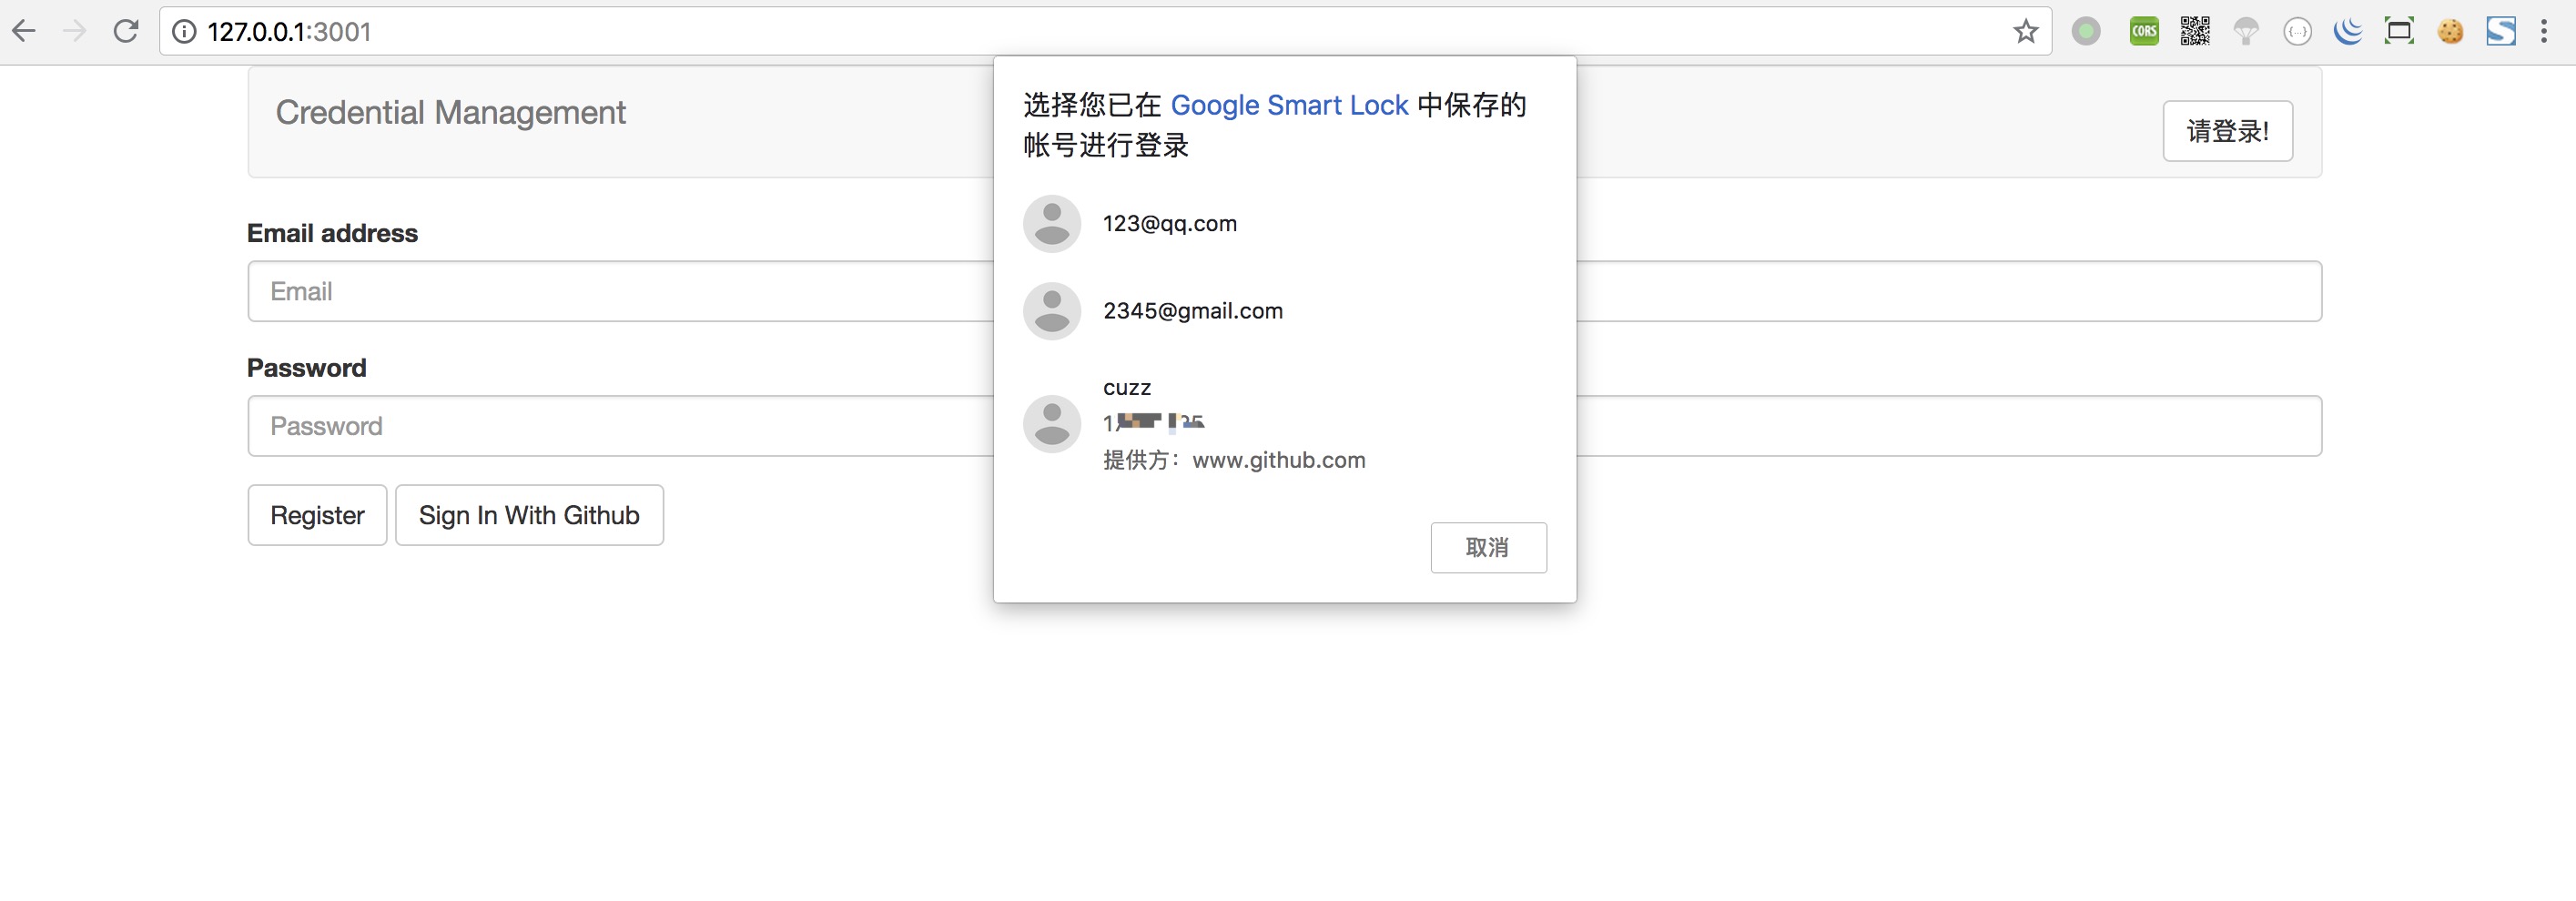 127.0.0.1:3001
CORS
Credential Management
请登录!
选择您已在 Google Smart Lock 中保存的
帐号进行登录
123@qq.com
2345@gmail.com
cuzz
提供方：www.github.com
取消
Email address
Email
Password
Password
Register
Sign In With Github